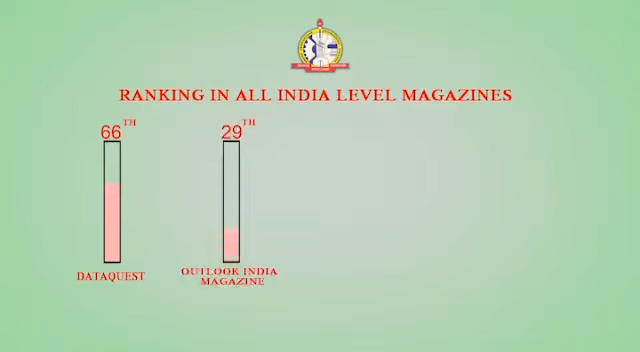 RANKING IN ALL INDIA LEVEL MAGAZINES
66TH
29TH
DATAQUEST
OUTLOOK INDIA
MAGAZINE